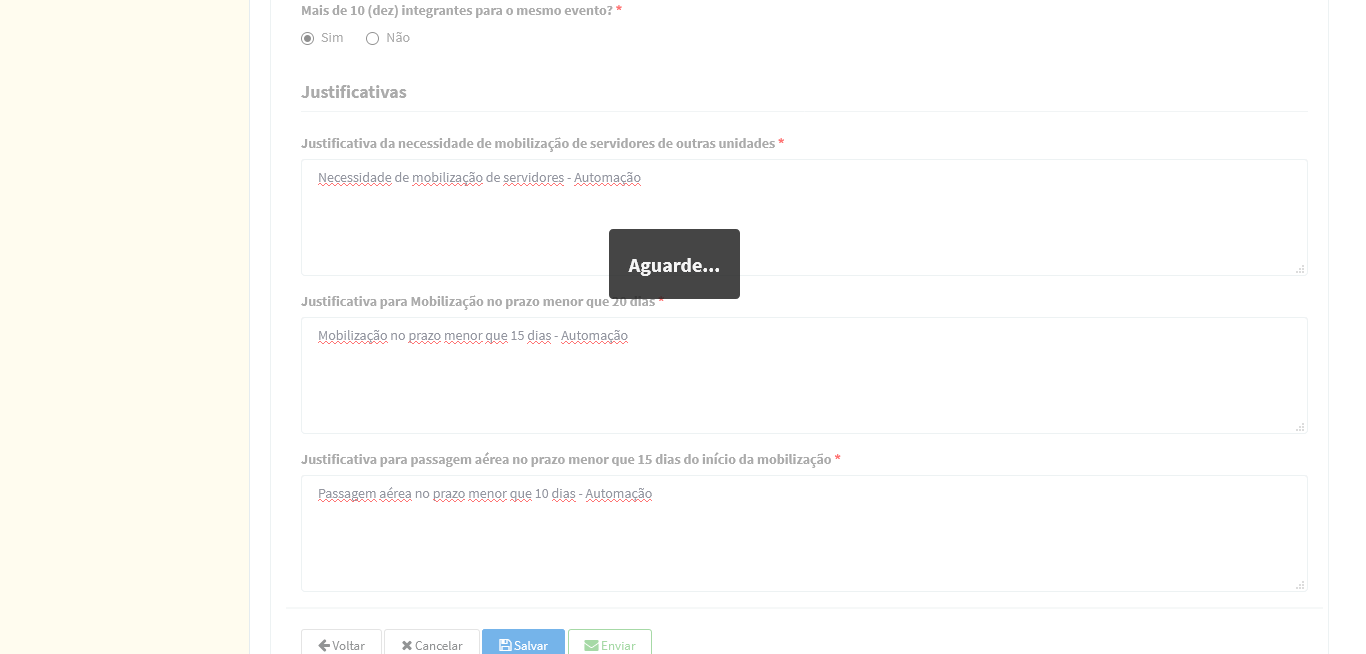 Mais de 10 (dez) integrantes para o mesmo evento? *
Sim Não
Justificativas
Justificativa da necessidade de mobilização de servidores de outras unidades *
Necessidade de mobilização de servidores - Automação
Aguarde...
Justificativa para Mobilização no prazo menor que 20 dias *
Mobilização no prazo menor que 15 dias - Automação
Justificativa para passagem aérea no prazo menor que 15 dias do início da mobilização *
Passagem aérea no prazo menor que 10 dias - Automação
Voltar Cancelar Salvar Enviar